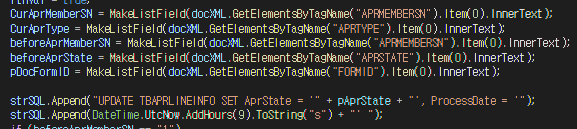 CurAprMemberSN = MakeListField(docXML.GetElementsByTagName("APRMEMBERSN").Item(0).InnerText);
CurAprType = MakeListField(docXML.GetElementsByTagName("APRTYPE").Item(0).InnerText);
beforeAprMemberSN = MakeListField(docXML.GetElementsByTagName("APRMEMBERSN").Item(0).InnerText);
beforeAprState = MakeListField(docXML.GetElementsByTagName("APRSTATE").Item(0).InnerText);
pDocFormID = MakeListField(docXML.GetElementsByTagName("FORMID").Item(0).InnerText);
strSQL.Append("UPDATE TBAPRLINEINFO SET AprState = '" + pAprState + "', ProcessDate = '");
strSQL.Append(DateTime.UtcNow.AddHours(9).ToString("s") + "' ");